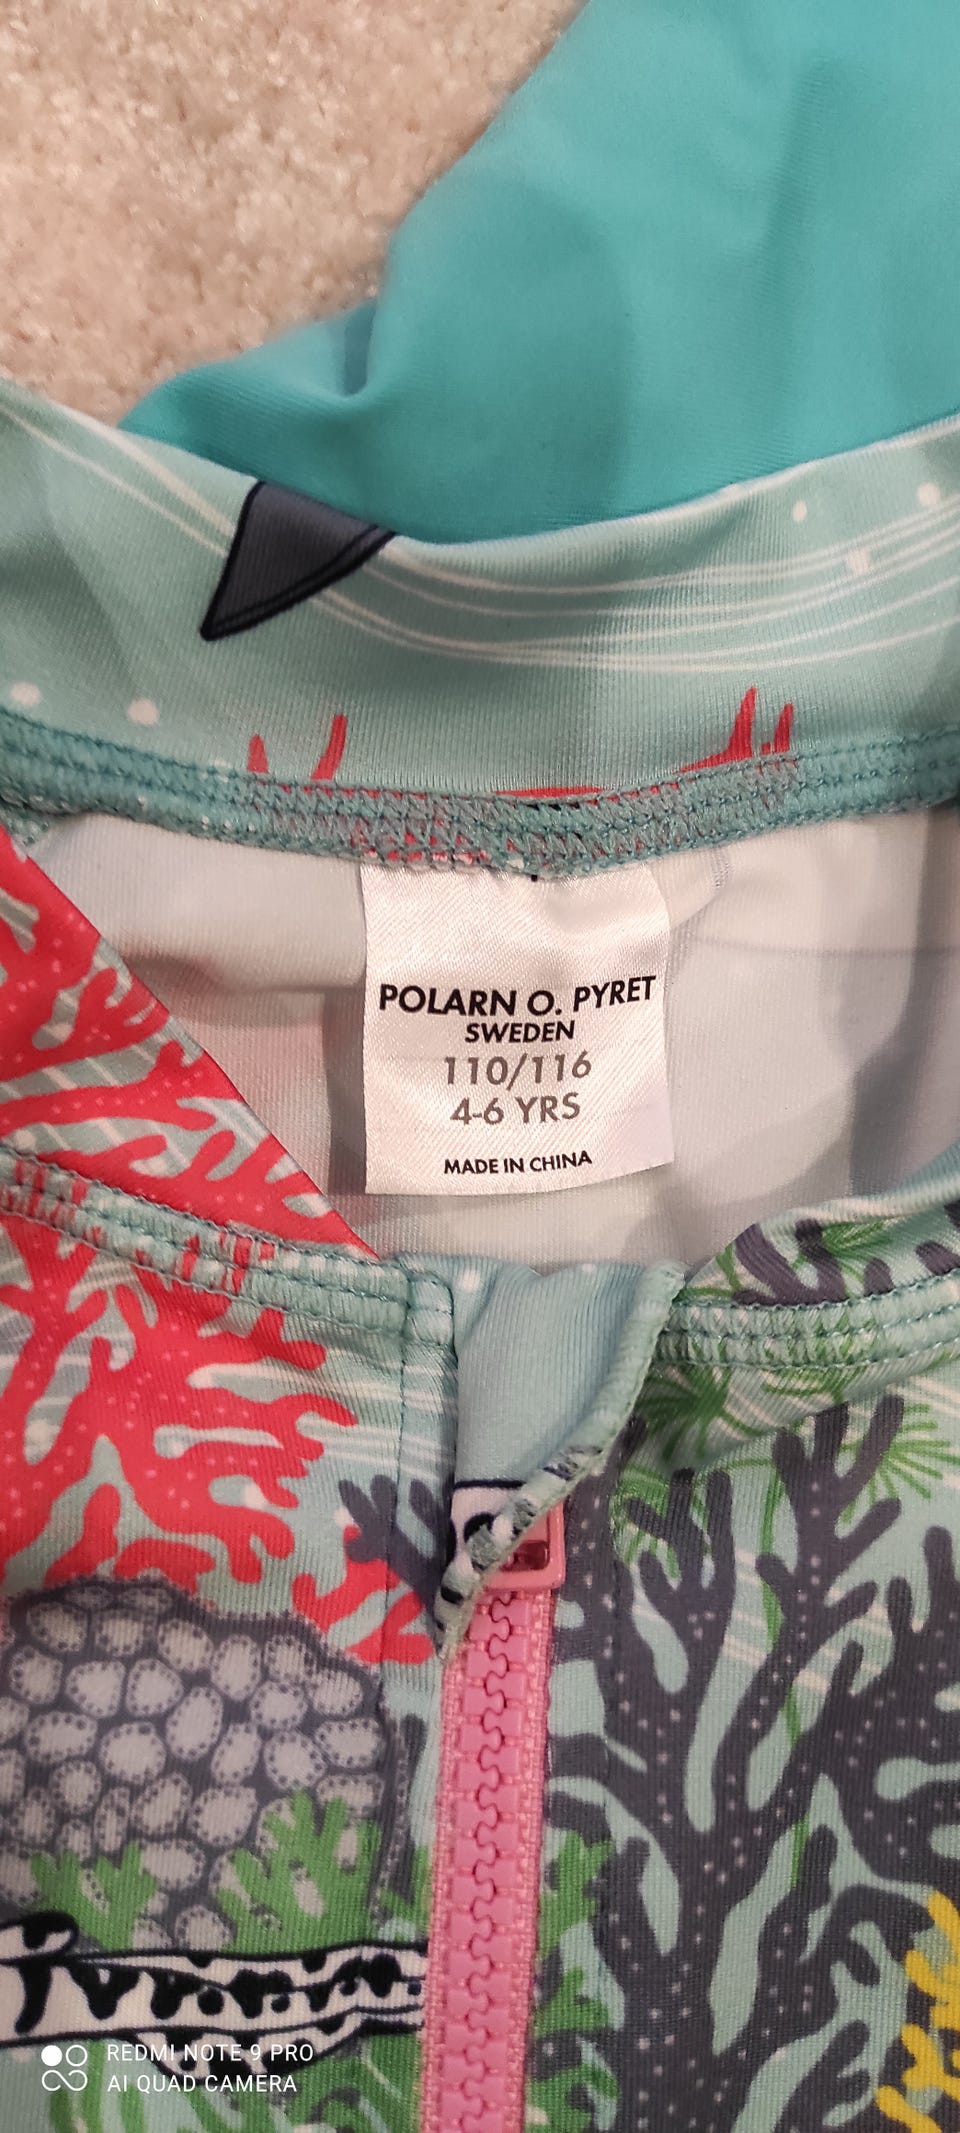 POLARN O. PYRET
SWEDEN
110/116
4-6 YRS
MADE IN CHINA
REDMI NOTE 9 PRO
AI QUAD CAMERA